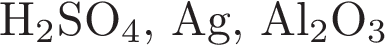 H₂SO₄, Ag, Al₂O₃